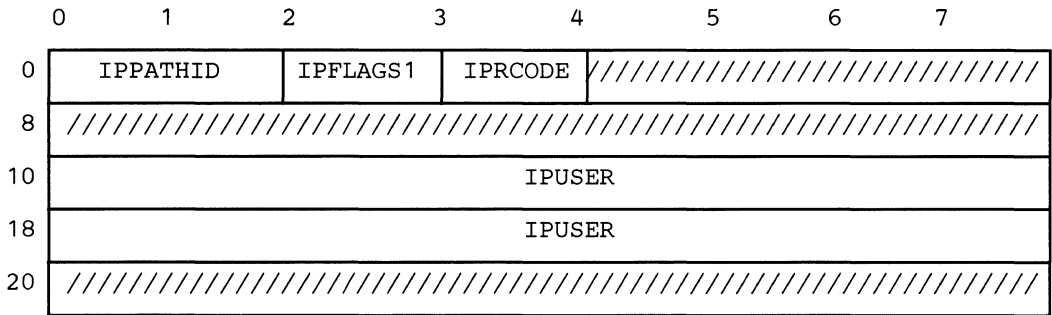 0 1 2 3 4 5 6 7
0 IPPATHID IPFLAGS1 IPRCODE ///////////////////////////////
8 /////////////////////////////////////////////////////////////////
10 IPUSER
18 IPUSER
20 /////////////////////////////////////////////////////////////////